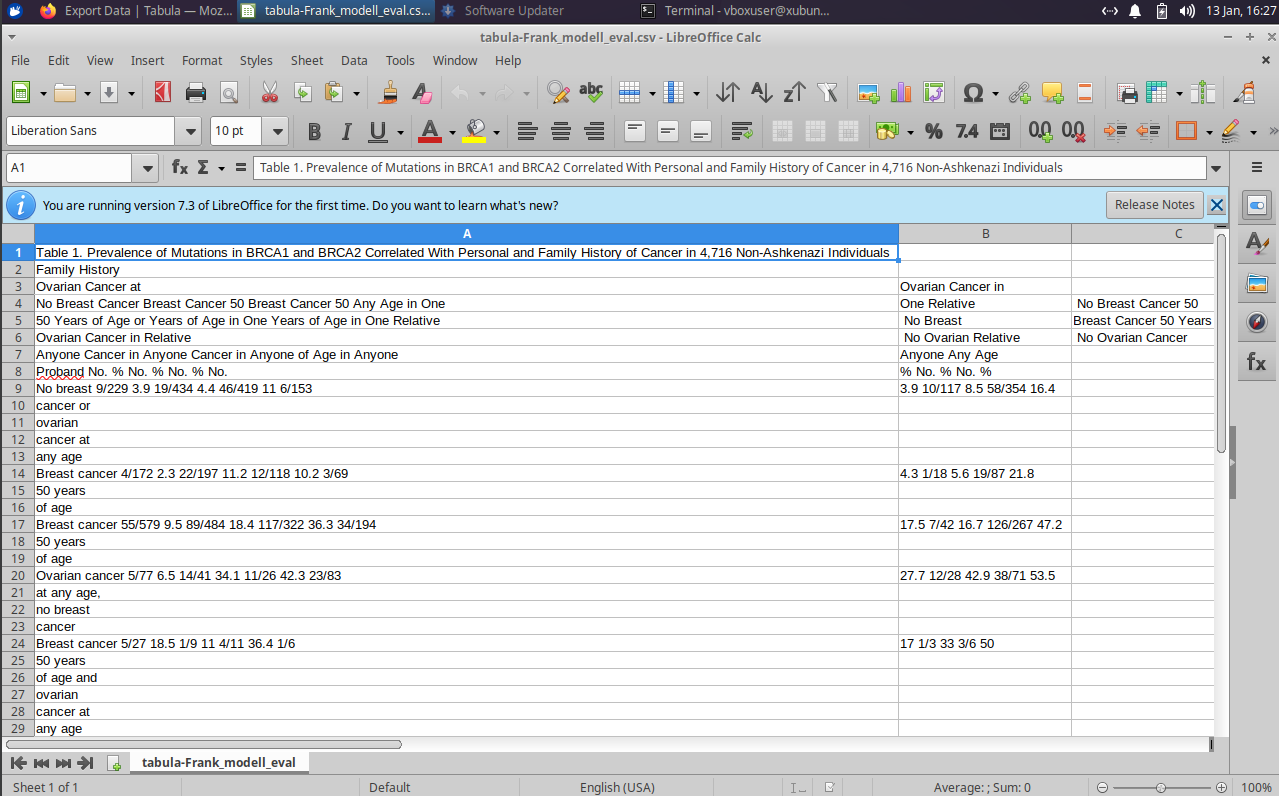 Export Data | Tabula — Moz...
tabula-Frank_modell_eval.cs...
Software Updater
Terminal - vboxuser@xubun...
13 Jan, 16:27
tabula-Frank_modell_eval.csv - LibreOffice Calc
File Edit View Insert Format Styles Sheet Data Tools Window Help
Liberation Sans 10 pt
A1 Table 1. Prevalence of Mutations in BRCA1 and BRCA2 Correlated With Personal and Family History of Cancer in 4,716 Non-Ashkenazi Individuals
You are running version 7.3 of LibreOffice for the first time. Do you want to learn what's new? Release Notes
A B C
1 Table 1. Prevalence of Mutations in BRCA1 and BRCA2 Correlated With Personal and Family History of Cancer in 4,716 Non-Ashkenazi Individuals
2 Family History
3 Ovarian Cancer at Ovarian Cancer in
4 No Breast Cancer Breast Cancer 50 Breast Cancer 50 Any Age in One One Relative No Breast Cancer 50
5 50 Years of Age or Years of Age in One Years of Age in One Relative No Breast Breast Cancer 50 Years
6 Ovarian Cancer in Relative No Ovarian Relative No Ovarian Cancer
7 Anyone Cancer in Anyone Cancer in Anyone of Age in Anyone Anyone Any Age
8 Proband No. % No. % No. % No. % No. % No. %
9 No breast 9/229 3.9 19/434 4.4 46/419 11 6/153 3.9 10/117 8.5 58/354 16.4
10 cancer or
11 ovarian
12 cancer at
13 any age
14 Breast cancer 4/172 2.3 22/197 11.2 12/118 10.2 3/69 4.3 1/18 5.6 19/87 21.8
15 50 years
16 of age
17 Breast cancer 55/579 9.5 89/484 18.4 117/322 36.3 34/194 17.5 7/42 16.7 126/267 47.2
18 50 years
19 of age
20 Ovarian cancer 5/77 6.5 14/41 34.1 11/26 42.3 23/83 27.7 12/28 42.9 38/71 53.5
21 at any age,
22 no breast
23 cancer
24 Breast cancer 5/27 18.5 1/9 11 4/11 36.4 1/6 17 1/3 33 3/6 50
25 50 years
26 of age and
27 ovarian
28 cancer at
29 any age
tabula-Frank_modell_eval
Sheet 1 of 1 Default English (USA) Average: ; Sum: 0 100%